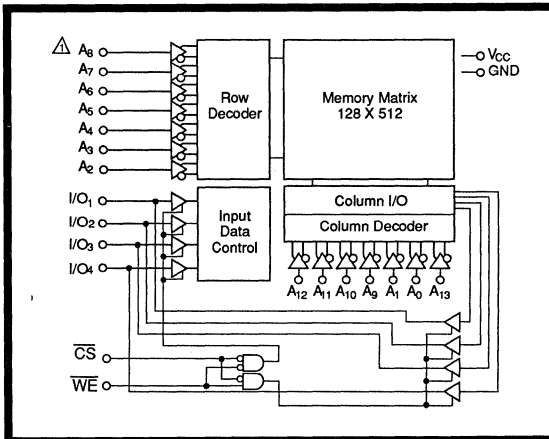 1 A8
A7
A6
A5
A4
A3
A2
Row
Decoder
Memory Matrix
128 X 512
VCC
GND
I/O1
I/O2
I/O3
I/O4
Input
Data
Control
Column I/O
Column Decoder
A12 A11 A10 A9 A1 A0 A13
CS
WE